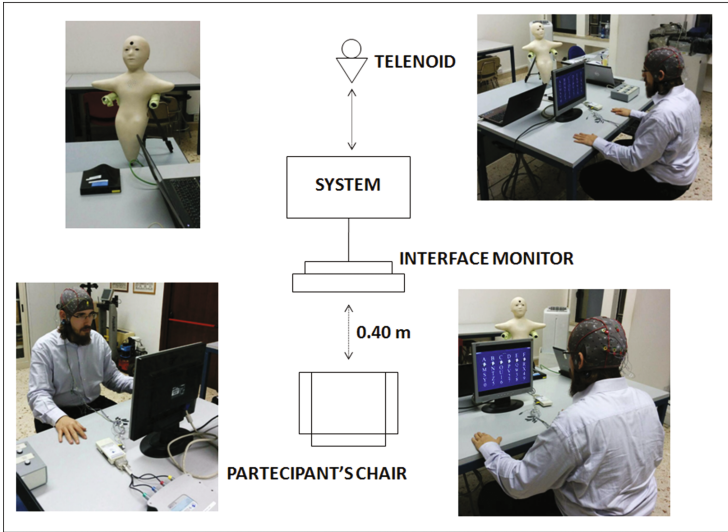 TELENOID
SYSTEM
INTERFACE MONITOR
0.40 m
PARTECIPANT'S CHAIR